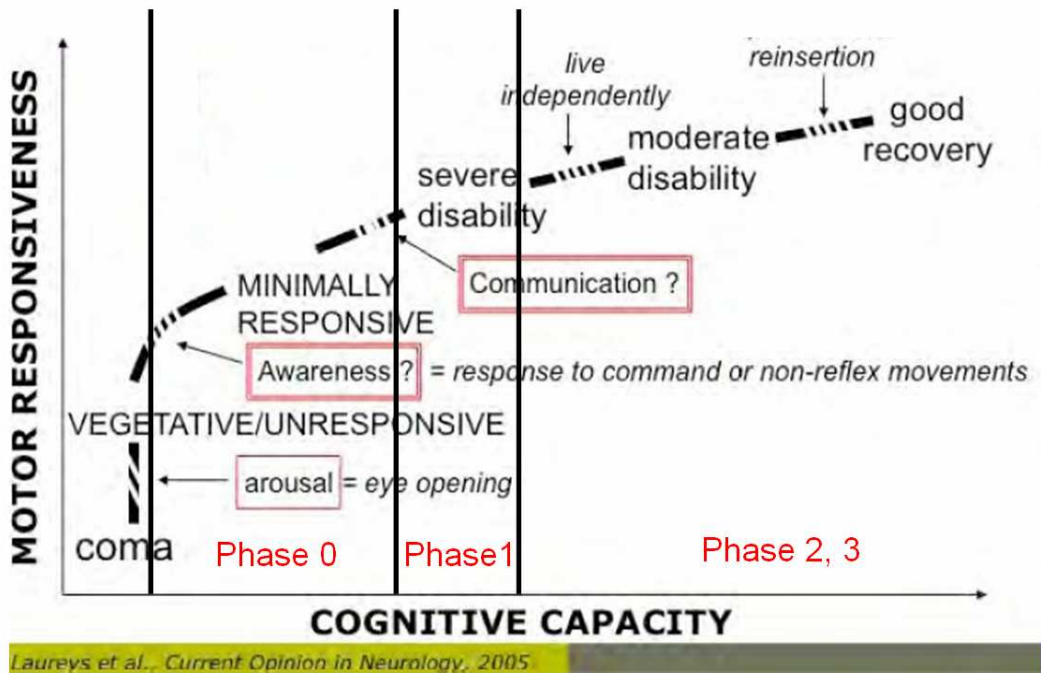 MOTOR RESPONSIVENESS
reinsertion
live
independently
good
recovery
moderate
disability
severe
disability
Communication ?
MINIMALLY
RESPONSIVE
Awareness ? = response to command or non-reflex movements
VEGETATIVE/UNRESPONSIVE
arousal = eye opening
coma
Phase 0
Phase1
Phase 2, 3
COGNITIVE CAPACITY
Laureys et al., Current Opinion in Neurology, 2005